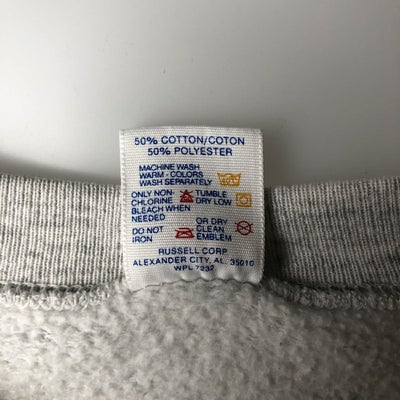 50% COTTON/COTON
50% POLYESTER
MACHINE WASH
WARM - COLORS
WASH SEPARATELY
ONLY NON- TUMBLE
CHLORINE DRY LOW
BLEACH WHEN
NEEDED OR DRY
DO NOT CLEAN
IRON EMBLEM
RUSSELL CORP
ALEXANDER CITY, AL 35010
WPL 7232